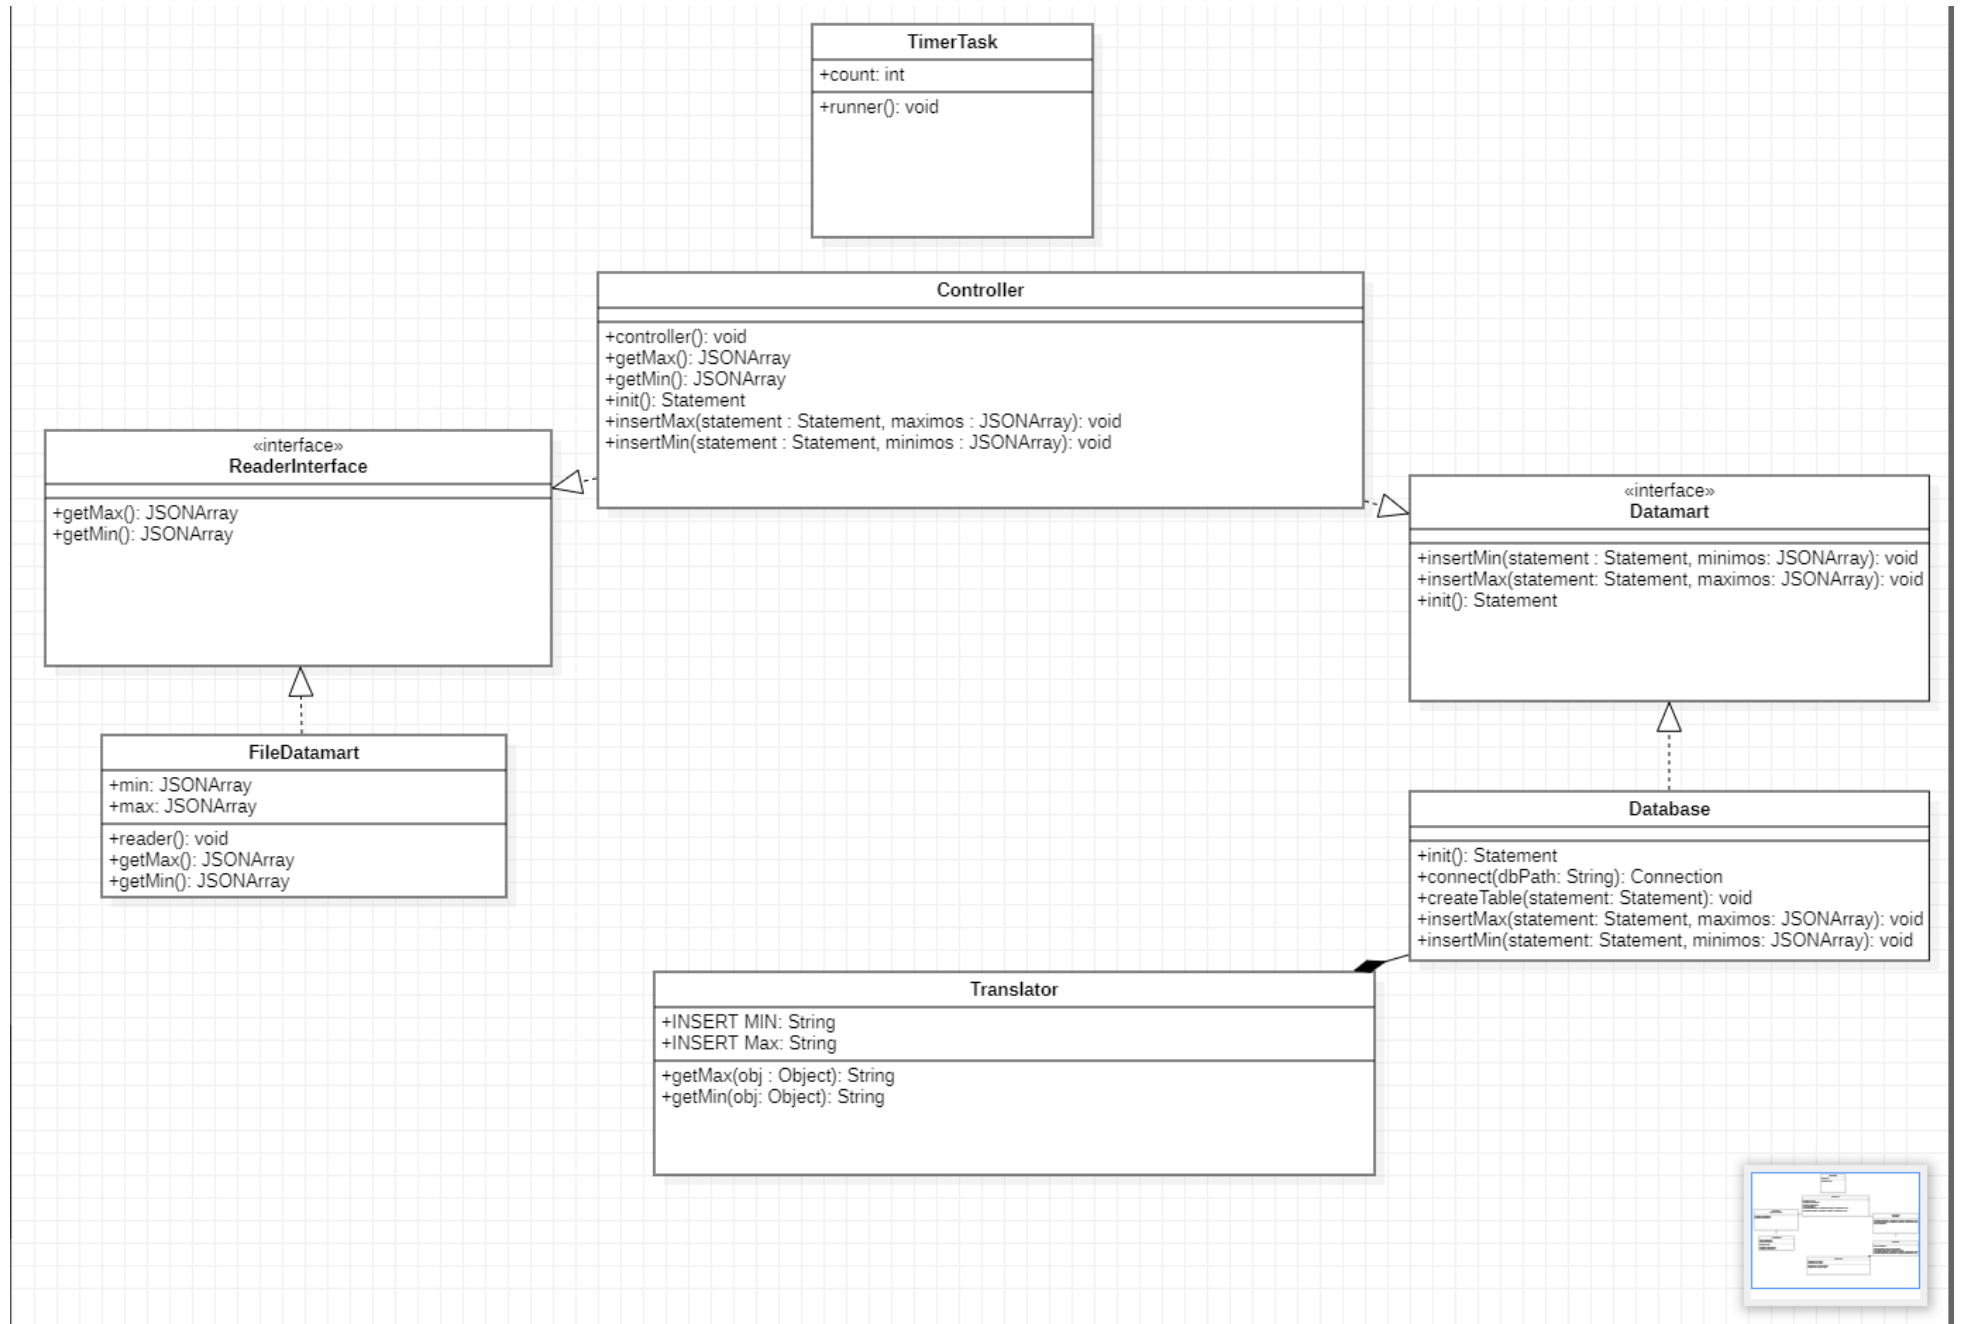 TimerTask
+count: int
+runner(): void
Controller
+controller(): void
+getMax(): JSONArray
+getMin(): JSONArray
+init(): Statement
+insertMax(statement : Statement, maximos : JSONArray): void
+insertMin(statement : Statement, minimos : JSONArray): void
«interface»
ReaderInterface
+getMax(): JSONArray
+getMin(): JSONArray
«interface»
Datamart
+insertMin(statement : Statement, minimos: JSONArray): void
+insertMax(statement: Statement, maximos: JSONArray): void
+init(): Statement
FileDatamart
+min: JSONArray
+max: JSONArray
+reader(): void
+getMax(): JSONArray
+getMin(): JSONArray
Database
+init(): Statement
+connect(dbPath: String): Connection
+createTable(statement: Statement): void
+insertMax(statement: Statement, maximos: JSONArray): void
+insertMin(statement: Statement, minimos: JSONArray): void
Translator
+INSERT MIN: String
+INSERT Max: String
+getMax(obj : Object): String
+getMin(obj: Object): String